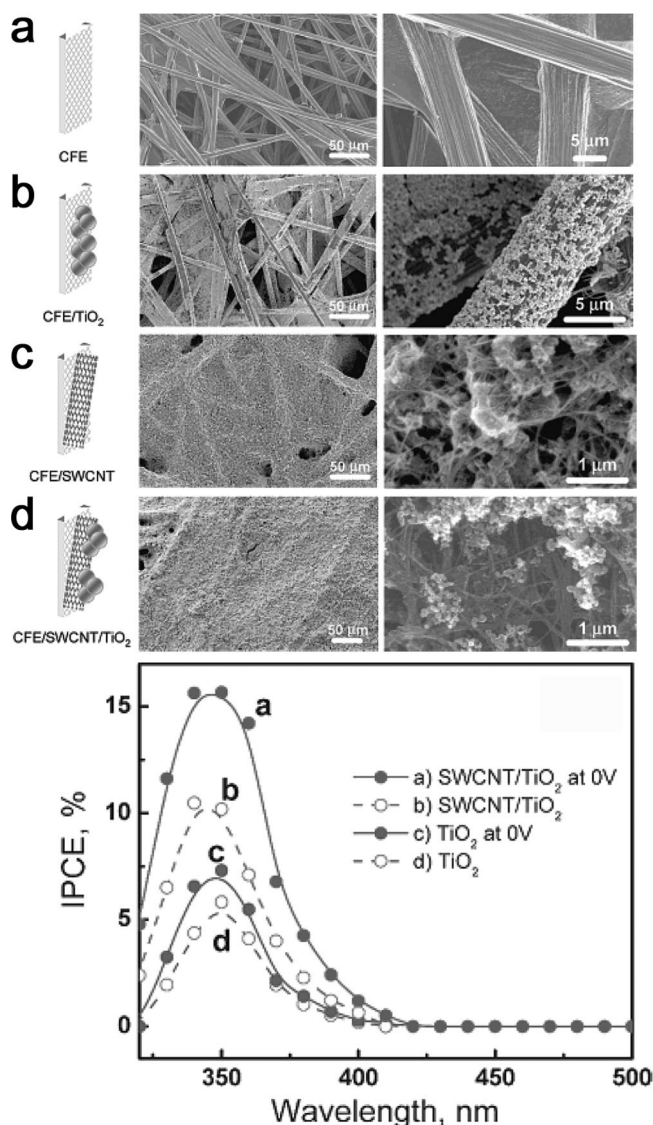 a
CFE
50 μm
5 μm
b
CFE/TiO₂
50 μm
5 μm
c
CFE/SWCNT
50 μm
1 μm
d
CFE/SWCNT/TiO₂
50 μm
1 μm
15
10
5
0
IPCE, %
a
b
c
d
a) SWCNT/TiO₂ at 0V
b) SWCNT/TiO₂
c) TiO₂ at 0V
d) TiO₂
350
400
450
500
Wavelength, nm